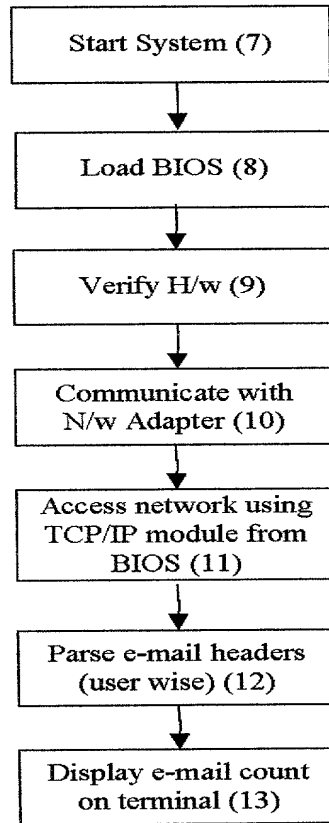 Start System (7)
Load BIOS (8)
Verify H/w (9)
Communicate with
N/w Adapter (10)
Access network using
TCP/IP module from
BIOS (11)
Parse e-mail headers
(user wise) (12)
Display e-mail count
on terminal (13)